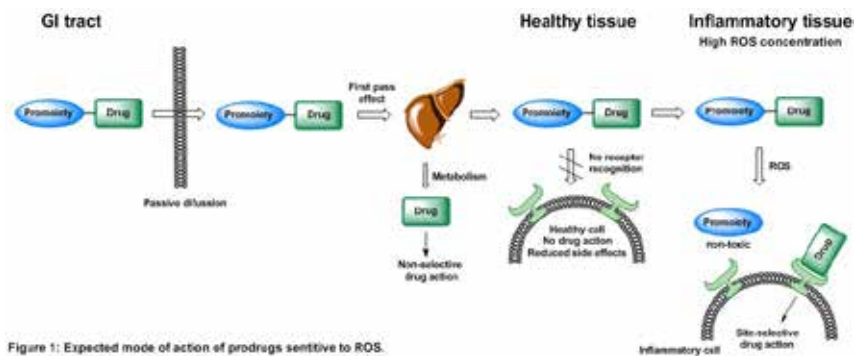 GI tract
Healthy tissue
Inflammatory tissue
High ROS concentration
Promoiety
Drug
Passive difussion
Promoiety
Drug
First pass
effect
Metabolism
Drug
Non-selective
drug action
Promoiety
Drug
No receptor
recognition
Healthy cell
No drug action
Reduced side effects
Promoiety
Drug
ROS
Promoiety
non-toxic
Drug
Site-selective
drug action
Inflammatory cell
Figure 1: Expected mode of action of prodrugs sentitive to ROS.